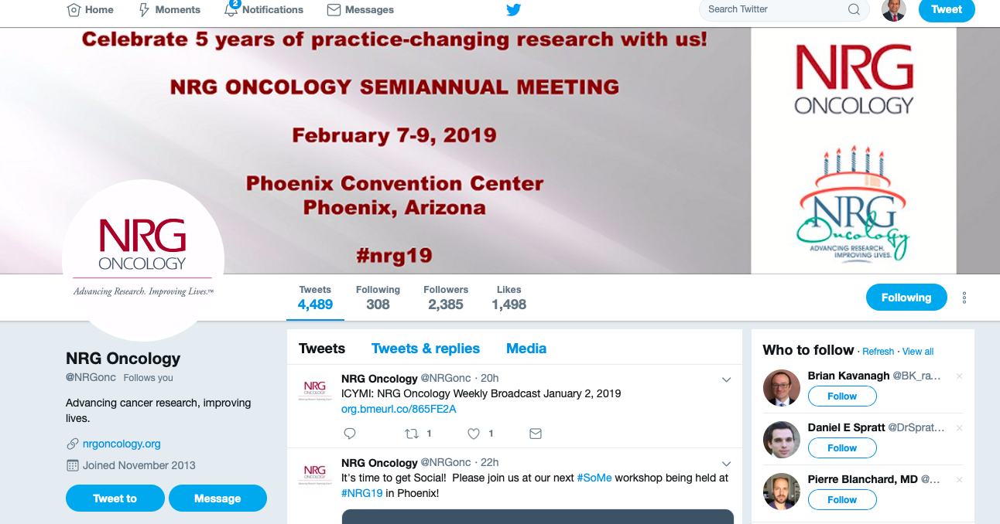 Home
Moments
2
Notifications
Messages
Search Twitter
Tweet
Celebrate 5 years of practice-changing research with us!
NRG ONCOLOGY SEMIANNUAL MEETING
February 7-9, 2019
Phoenix Convention Center
Phoenix, Arizona
#nrg19
NRG
ONCOLOGY
NRG
Oncology
ADVANCING RESEARCH.
IMPROVING LIVES.
NRG
ONCOLOGY
Advancing Research. Improving Lives.™
Tweets
4,489
Following
308
Followers
2,385
Likes
1,498
Following
NRG Oncology
@NRGonc Follows you
Advancing cancer research, improving
lives.
nrgoncology.org
Joined November 2013
Tweet to
Message
Tweets
Tweets & replies
Media
NRG
ONCOLOGY
NRG Oncology @NRGonc · 20h
ICYMI: NRG Oncology Weekly Broadcast January 2, 2019
org.bmeurl.co/865FE2A
1
1
NRG
ONCOLOGY
NRG Oncology @NRGonc · 22h
It's time to get Social! Please join us at our next #SoMe workshop being held at
#NRG19 in Phoenix!
Who to follow · Refresh · View all
Brian Kavanagh @BK_ra...
Follow
Daniel E Spratt @DrSprat...
Follow
Pierre Blanchard, MD @...
Follow